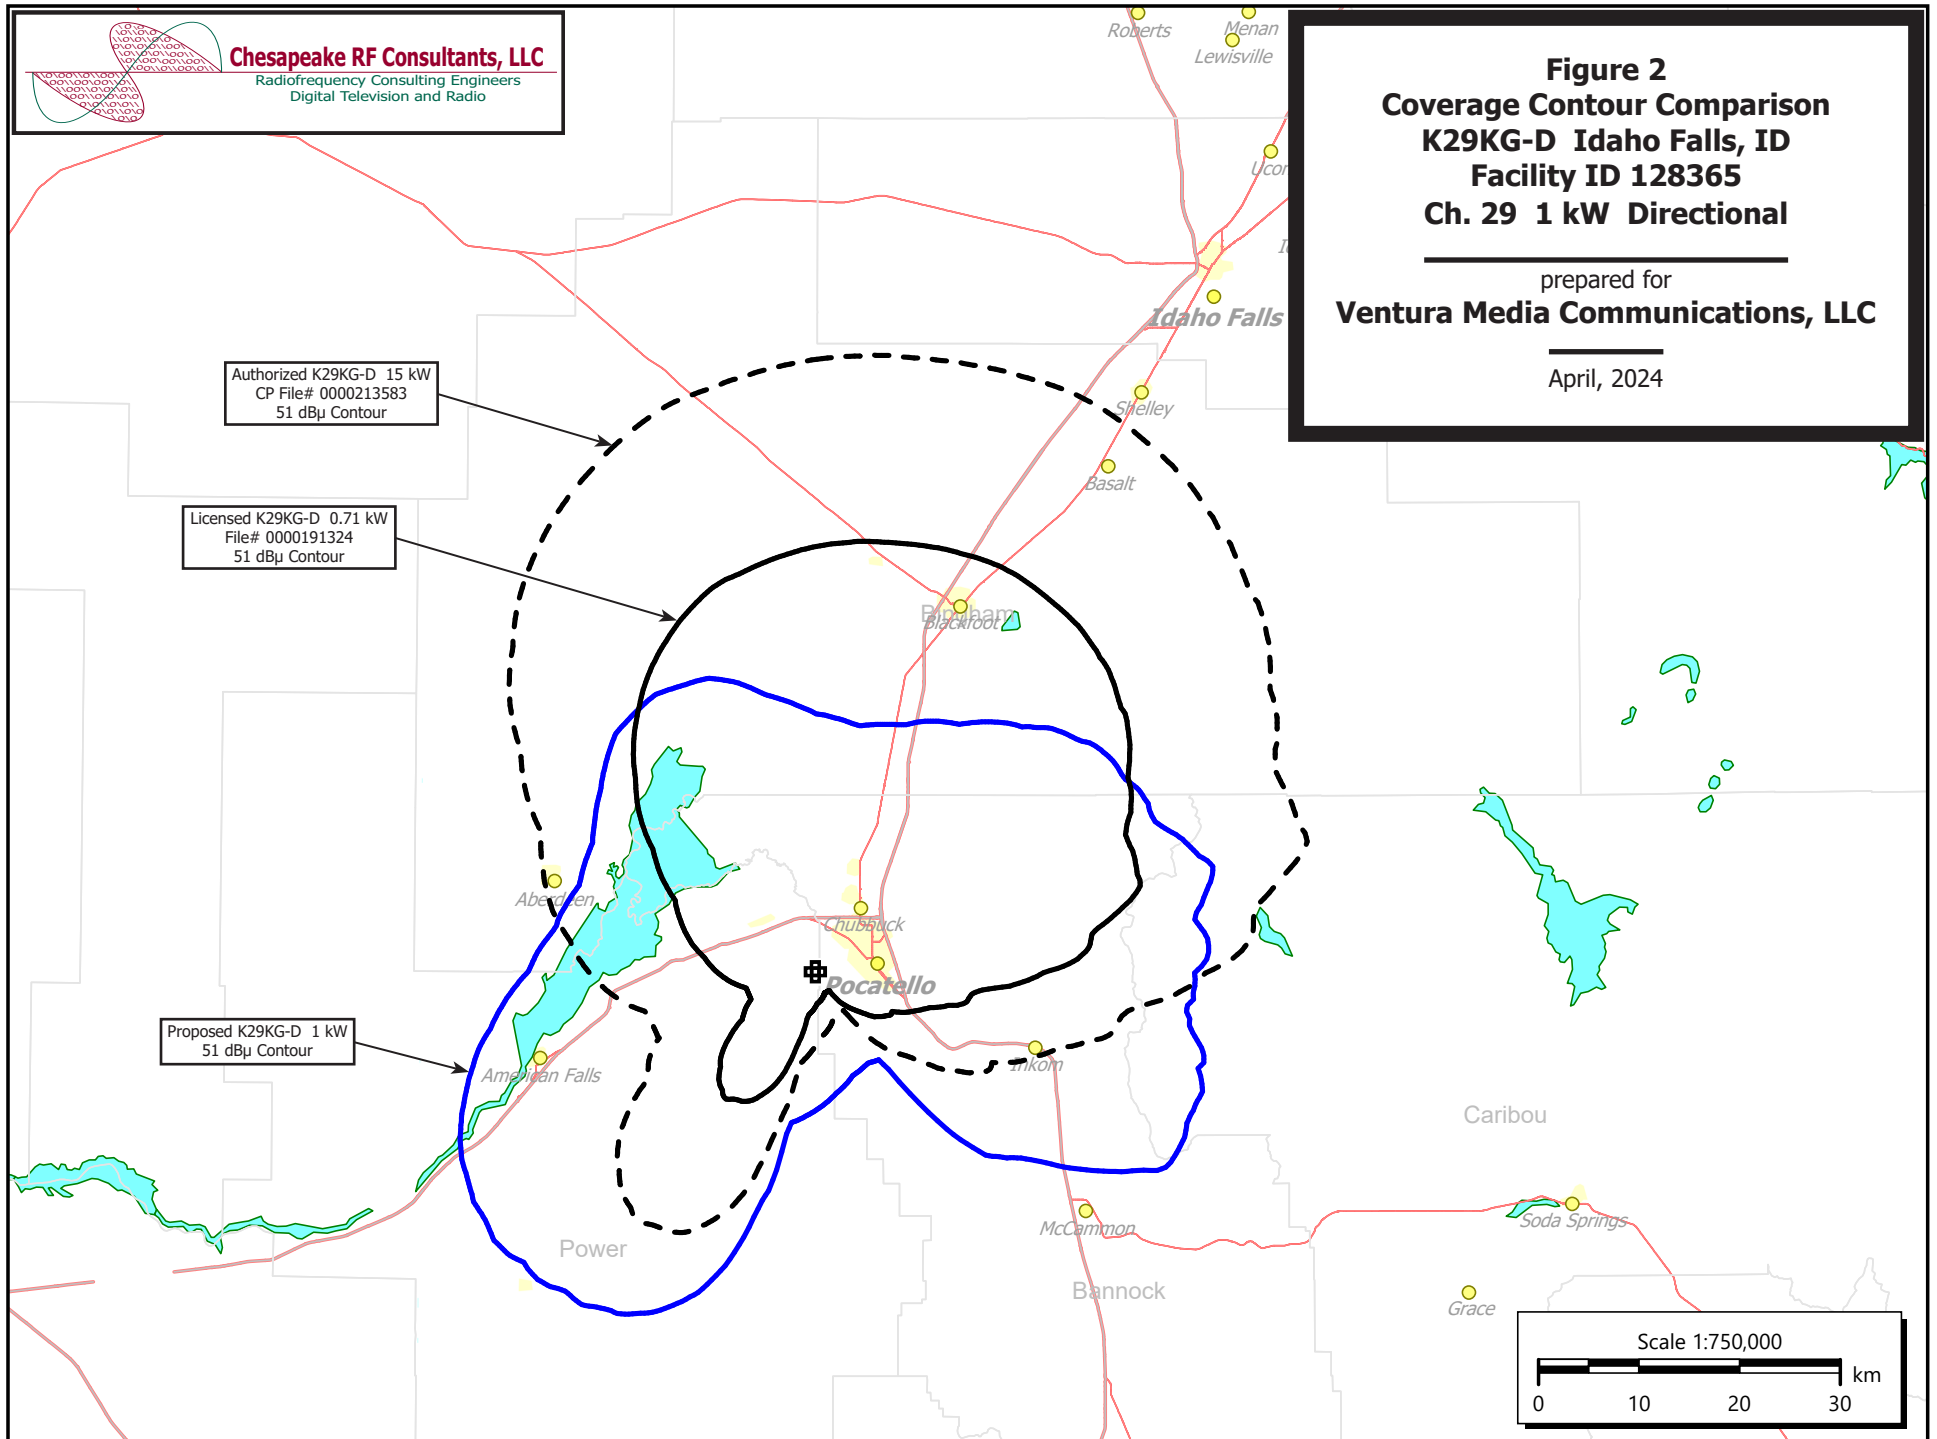 Chesapeake RF Consultants, LLC
Radiofrequency Consulting Engineers
Digital Television and Radio
Figure 2
Coverage Contour Comparison
K29KG-D Idaho Falls, ID
Facility ID 128365
Ch. 29 1 kW Directional
prepared for
Ventura Media Communications, LLC
April, 2024
Roberts
Menan
Lewisville
Ucor
Idaho Falls
Authorized K29KG-D 15 kW
CP File# 0000213583
51 dBµ Contour
Shelley
Basalt
Licensed K29KG-D 0.71 kW
File# 0000191324
51 dBµ Contour
Bingham
Blackfoot
Aberdeen
Chubbuck
Pocatello
Proposed K29KG-D 1 kW
51 dBµ Contour
American Falls
Inkom
Caribou
McCammon
Soda Springs
Power
Bannock
Grace
Scale 1:750,000
km
0 10 20 30